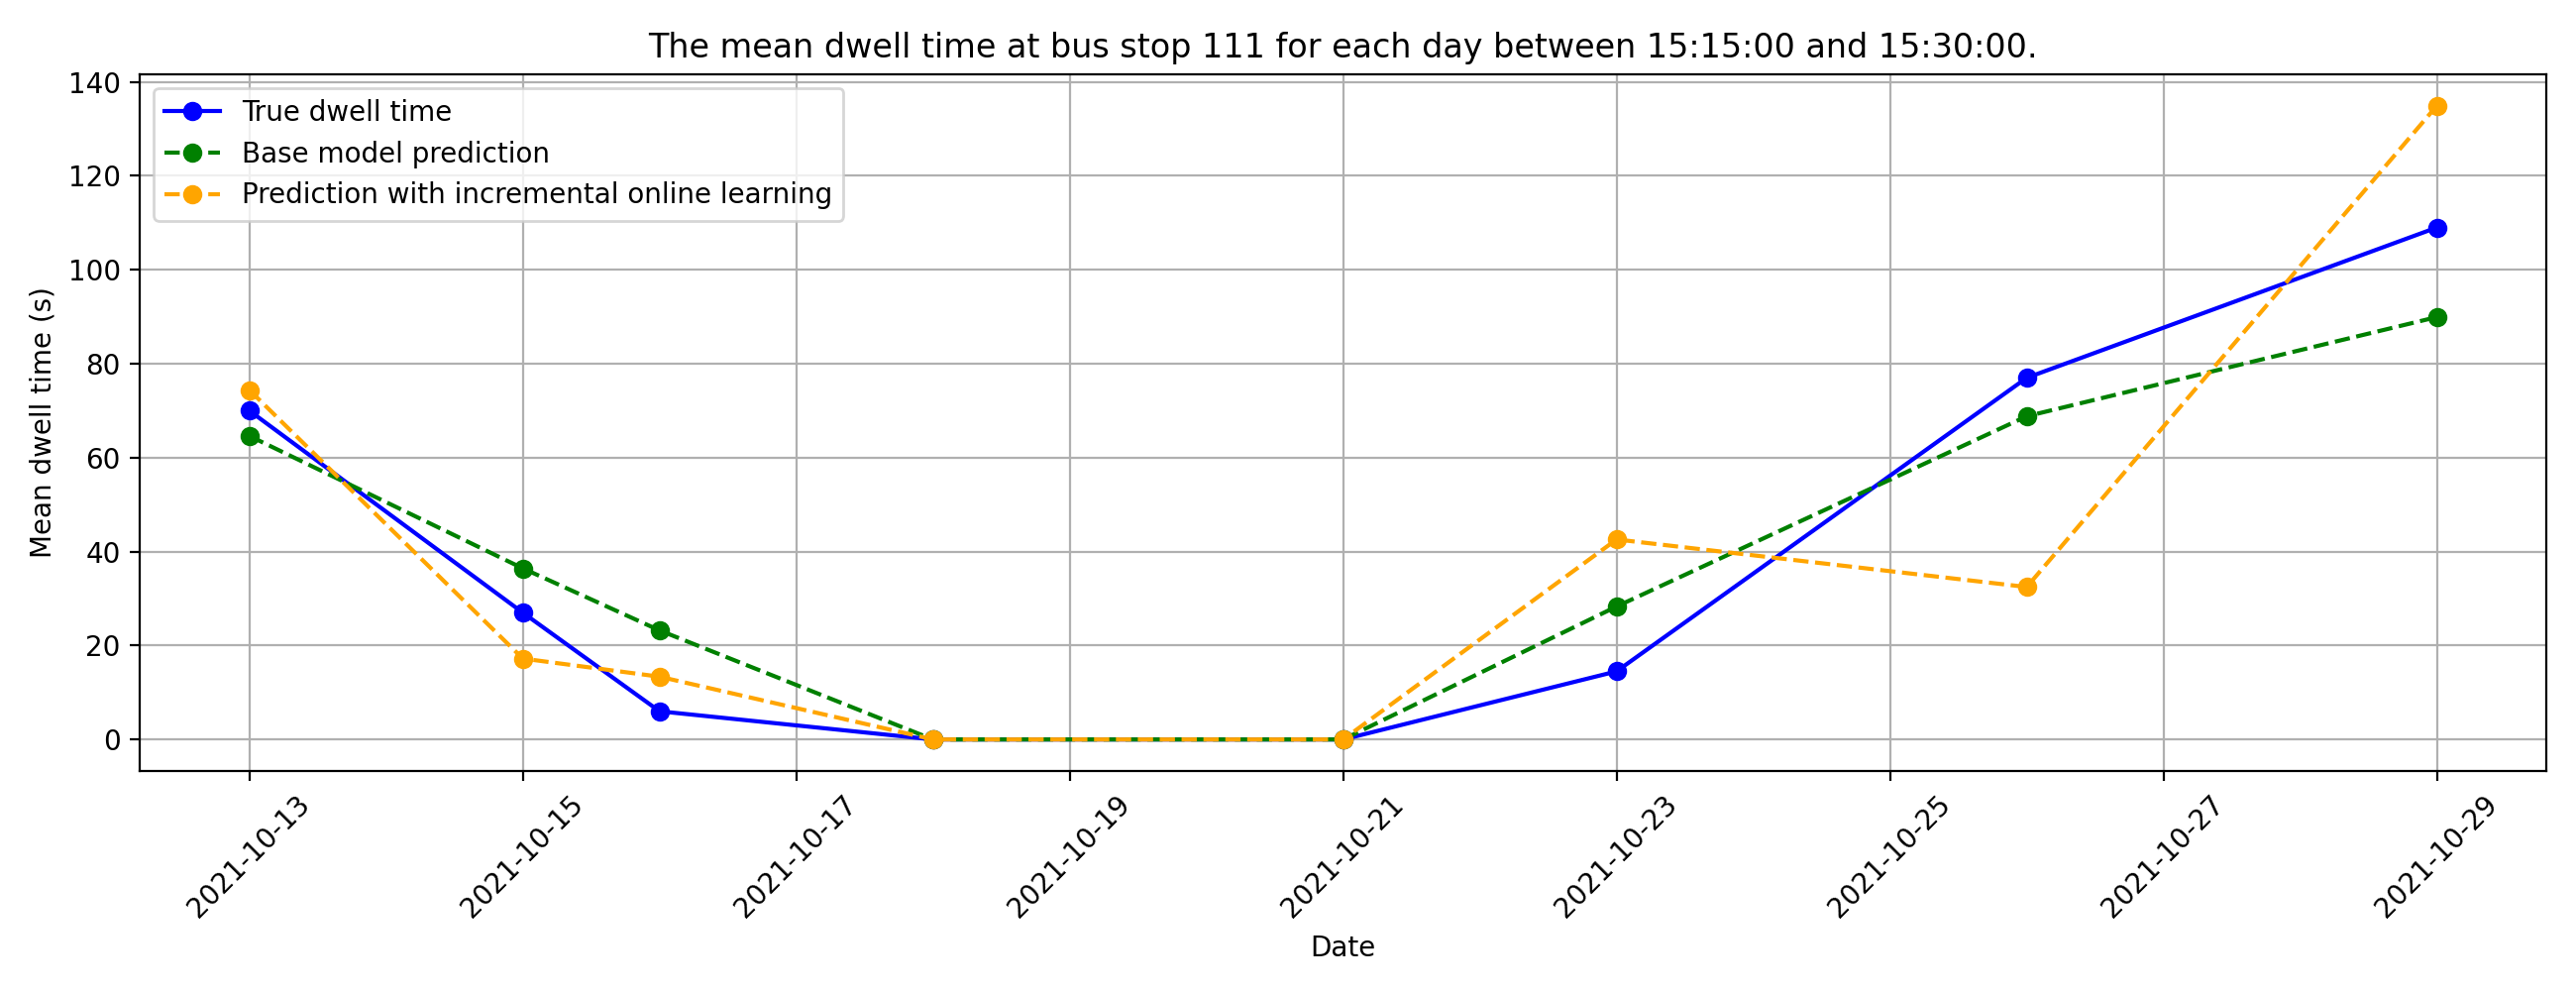 The mean dwell time at bus stop 111 for each day between 15:15:00 and 15:30:00.
True dwell time
Base model prediction
Prediction with incremental online learning
Mean dwell time (s)
140
120
100
80
60
40
20
0
2021-10-13
2021-10-15
2021-10-17
2021-10-19
2021-10-21
2021-10-23
2021-10-25
2021-10-27
2021-10-29
Date